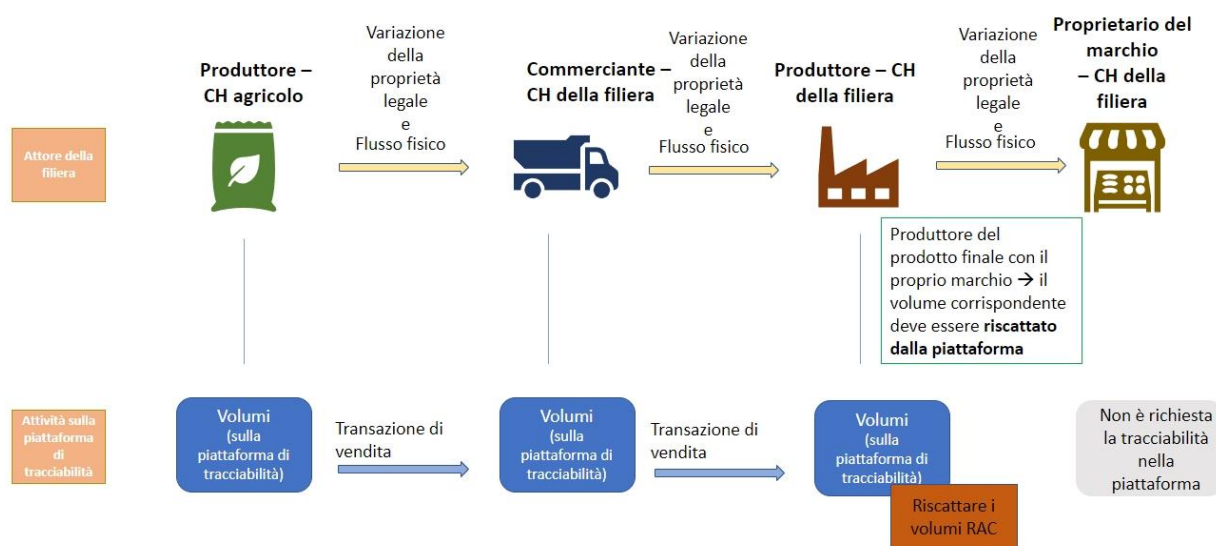 Attore della
filiera
Produttore –
CH agricolo
Variazione
della
proprietà
legale
e
Flusso fisico
Commerciante –
CH della filiera
Variazione
della
proprietà
legale
e
Flusso fisico
Produttore – CH
della filiera
Variazione
della
proprietà
legale
e
Flusso fisico
Proprietario del
marchio
– CH della
filiera
Produttore del
prodotto finale con il
proprio marchio → il
volume corrispondente
deve essere riscattato
dalla piattaforma
Attività sulla
piattaforma
di
tracciabilità
Volumi
(sulla
piattaforma di
tracciabilità)
Transazione di
vendita
Volumi
(sulla
piattaforma di
tracciabilità)
Transazione di
vendita
Volumi
(sulla
piattaforma di
tracciabilità)
Riscattare i
volumi RAC
Non è richiesta
la tracciabilità
nella
piattaforma